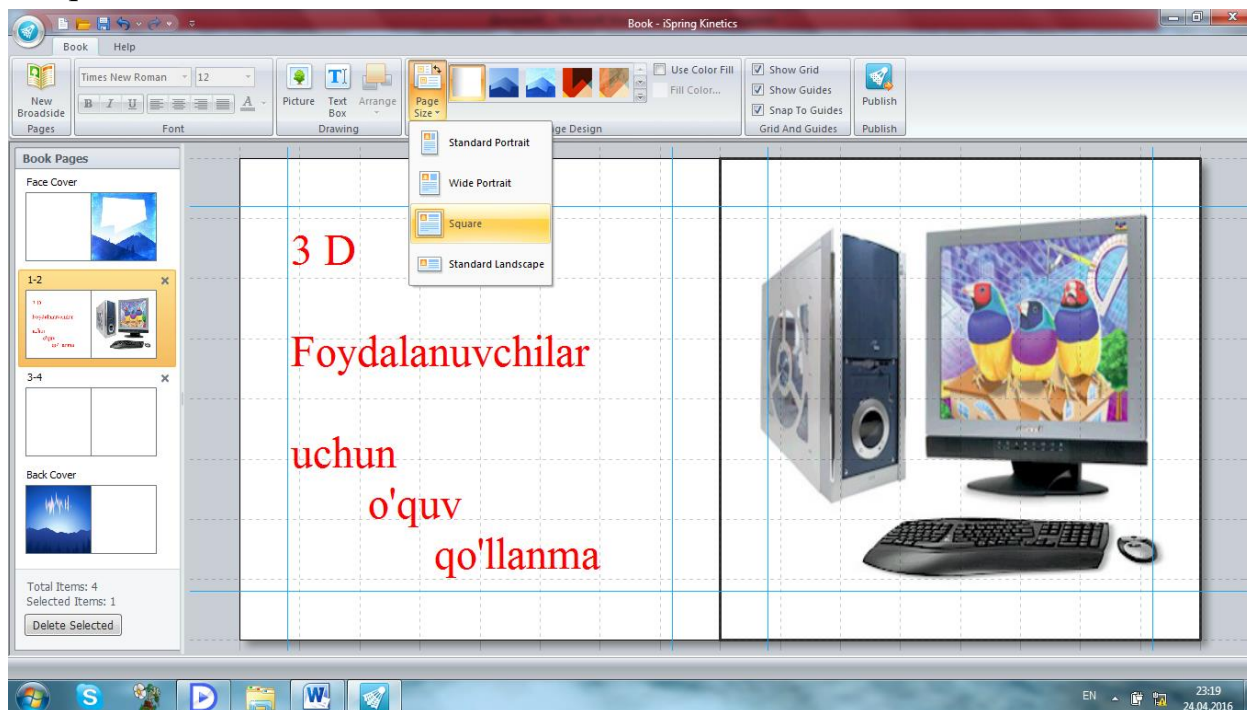 Book - iSpring Kinetics
Book Help
Times New Roman 12
B I U A
New Broadside
Picture
Text Box
Arrange
Page Size
Use Color Fill
Fill Color...
Show Grid
Show Guides
Snap To Guides
Publish
Pages Font Drawing ge Design Grid And Guides Publish
Standard Portrait
Wide Portrait
Square
Standard Landscape
Book Pages
Face Cover
1-2
3-4
Back Cover
Total Items: 4
Selected Items: 1
Delete Selected
3 D
Foydalanuvchilar
uchun
o'quv
qo'llanma
EN 23:19
24.04.2016